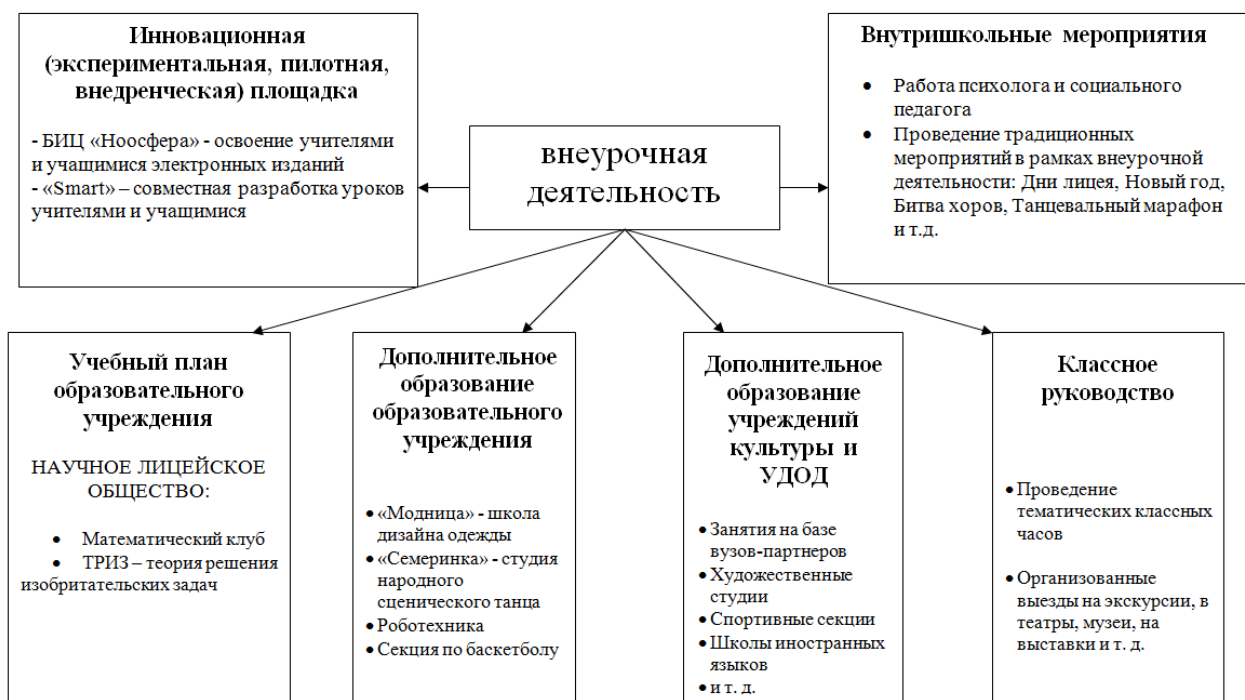 Инновационная
(экспериментальная, пилотная,
внедренческая) площадка
- БИЦ «Ноосфера» - освоение учителями
и учащимися электронных изданий
- «Smart» – совместная разработка уроков
учителями и учащимися
внеурочная
деятельность
Внутришкольные мероприятия
• Работа психолога и социального
педагога
• Проведение традиционных
мероприятий в рамках внеурочной
деятельности: Дни лицея, Новый год,
Битва хоров, Танцевальный марафон
и т.д.
Учебный план
образовательного
учреждения
НАУЧНОЕ ЛИЦЕЙСКОЕ
ОБЩЕСТВО:
• Математический клуб
• ТРИЗ – теория решения
изобритательских задач
Дополнительное
образование
образовательного
учреждения
• «Модница» - школа
дизайна одежды
• «Семеринка» - студия
народного
сценического танца
• Роботехника
• Секция по баскетболу
Дополнительное
образование
учреждений
культуры и
УДОД
• Занятия на базе
вузов-партнеров
• Художественные
студии
• Спортивные секции
• Школы иностранных
языков
• и т. д.
Классное
руководство
• Проведение
тематических классных
часов
• Организованные
выезды на экскурсии, в
театры, музеи, на
выставки и т. д.